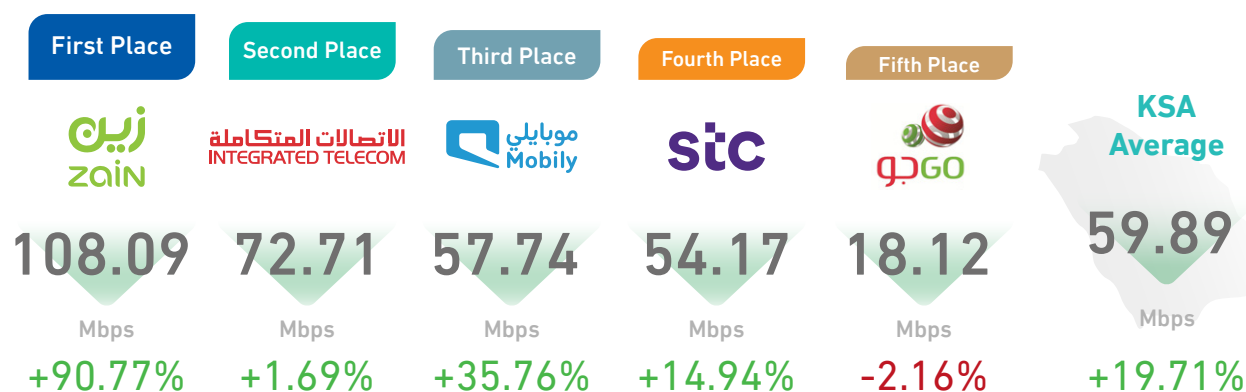 First Place
زين
zain
108.09
Mbps
+90.77%
Second Place
الاتصالات المتكاملة
INTEGRATED TELECOM
72.71
Mbps
+1.69%
Third Place
موبايلي
Mobily
57.74
Mbps
+35.76%
Fourth Place
stc
54.17
Mbps
+14.94%
Fifth Place
جو GO
18.12
Mbps
-2.16%
KSA
Average
59.89
Mbps
+19.71%